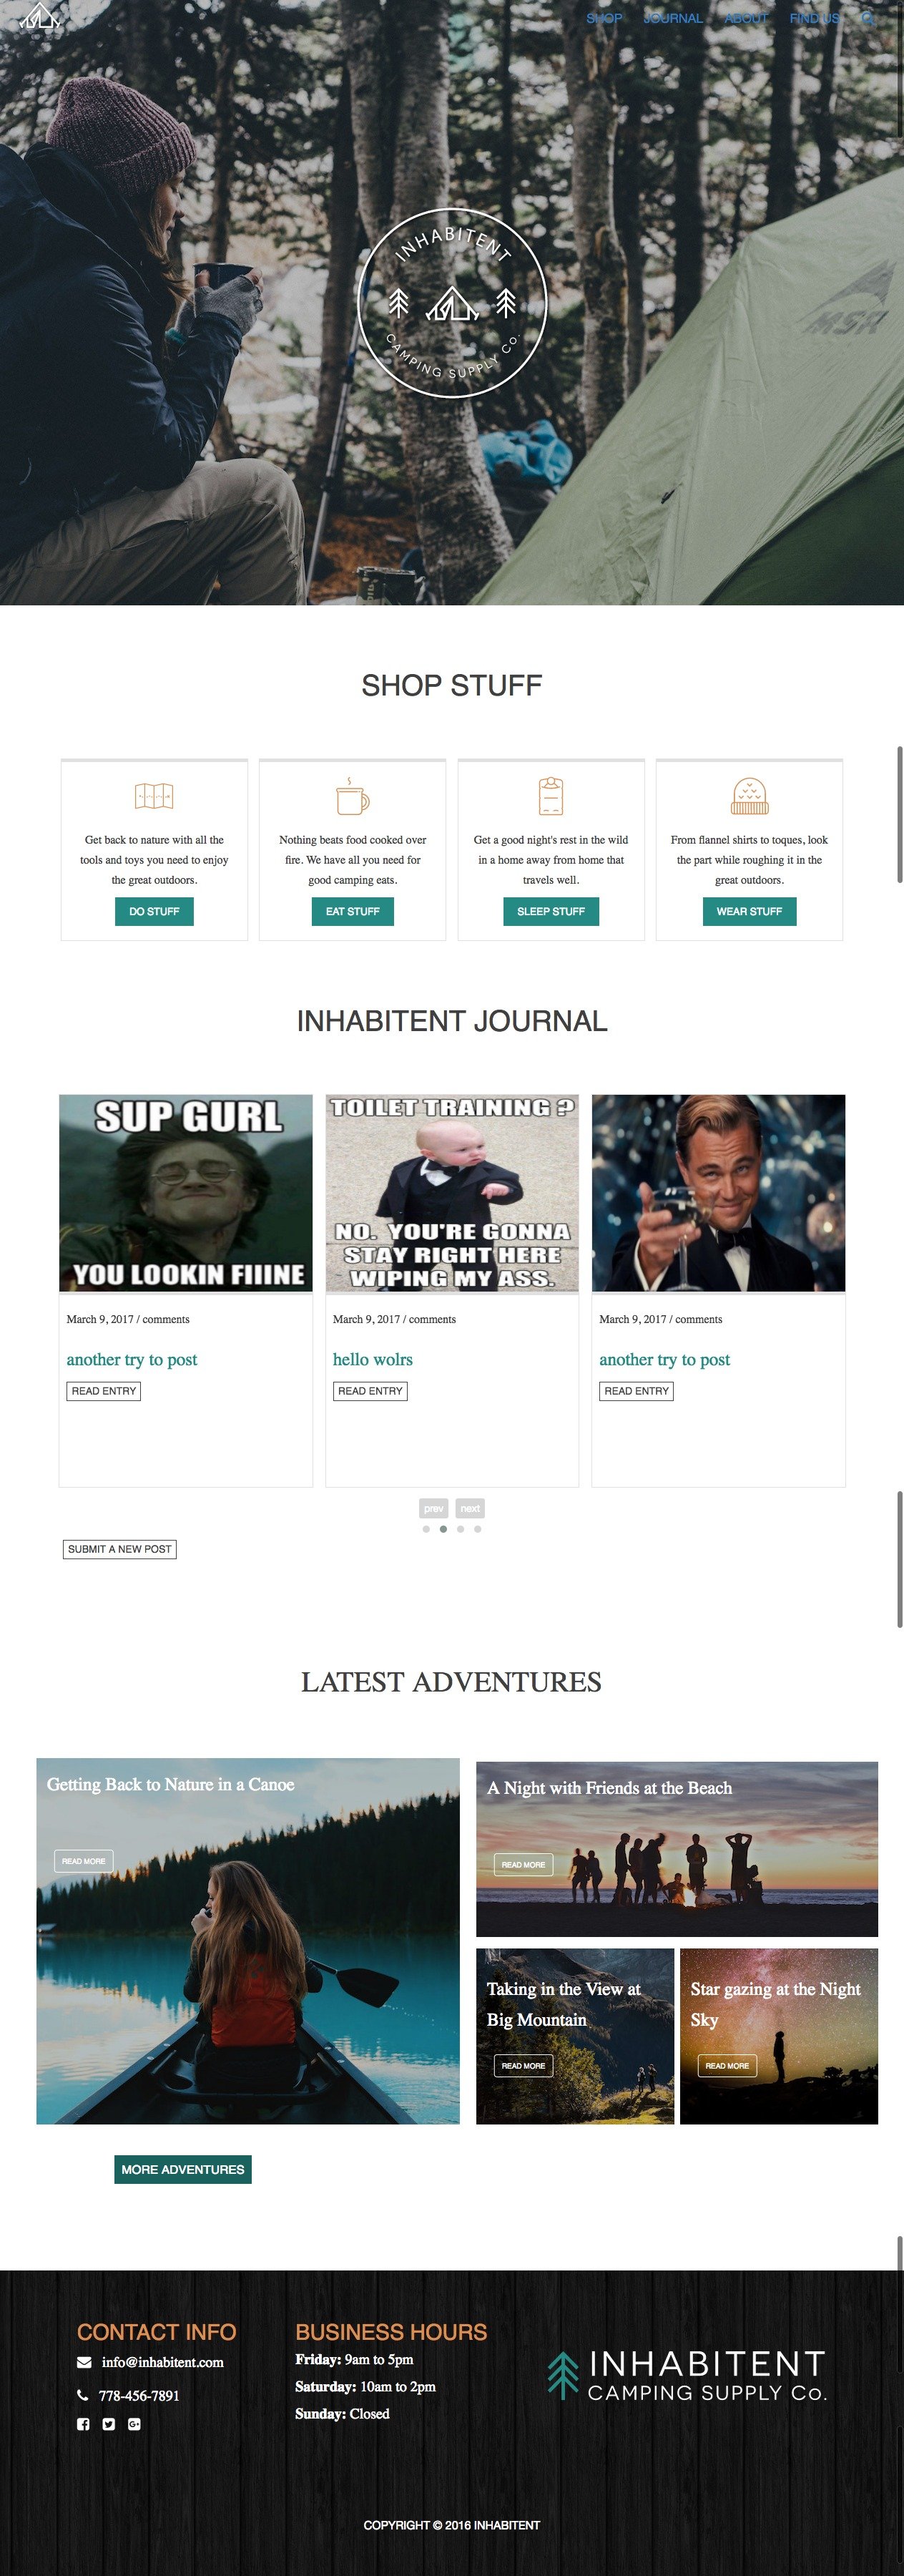 SHOP JOURNAL ABOUT FIND US
INHABITENT
CAMPING SUPPLY Co.
MSR
SHOP STUFF
Get back to nature with all the
tools and toys you need to enjoy
the great outdoors.
DO STUFF
Nothing beats food cooked over
fire. We have all you need for
good camping eats.
EAT STUFF
Get a good night's rest in the wild
in a home away from home that
travels well.
SLEEP STUFF
From flannel shirts to toques, look
the part while roughing it in the
great outdoors.
WEAR STUFF
INHABITENT JOURNAL
SUP GURL
YOU LOOKIN FIIINE
March 9, 2017 / comments
another try to post
READ ENTRY
TOILET TRAINING ?
NO. YOU'RE GONNA
STAY RIGHT HERE
WIPING MY ASS.
March 9, 2017 / comments
hello wolrs
READ ENTRY
March 9, 2017 / comments
another try to post
READ ENTRY
prev next
SUBMIT A NEW POST
LATEST ADVENTURES
Getting Back to Nature in a Canoe
READ MORE
A Night with Friends at the Beach
READ MORE
Taking in the View at
Big Mountain
READ MORE
Star gazing at the Night
Sky
READ MORE
MORE ADVENTURES
CONTACT INFO
info@inhabitent.com
778-456-7891
BUSINESS HOURS
Friday: 9am to 5pm
Saturday: 10am to 2pm
Sunday: Closed
INHABITENT
CAMPING SUPPLY Co.
COPYRIGHT © 2016 INHABITENT